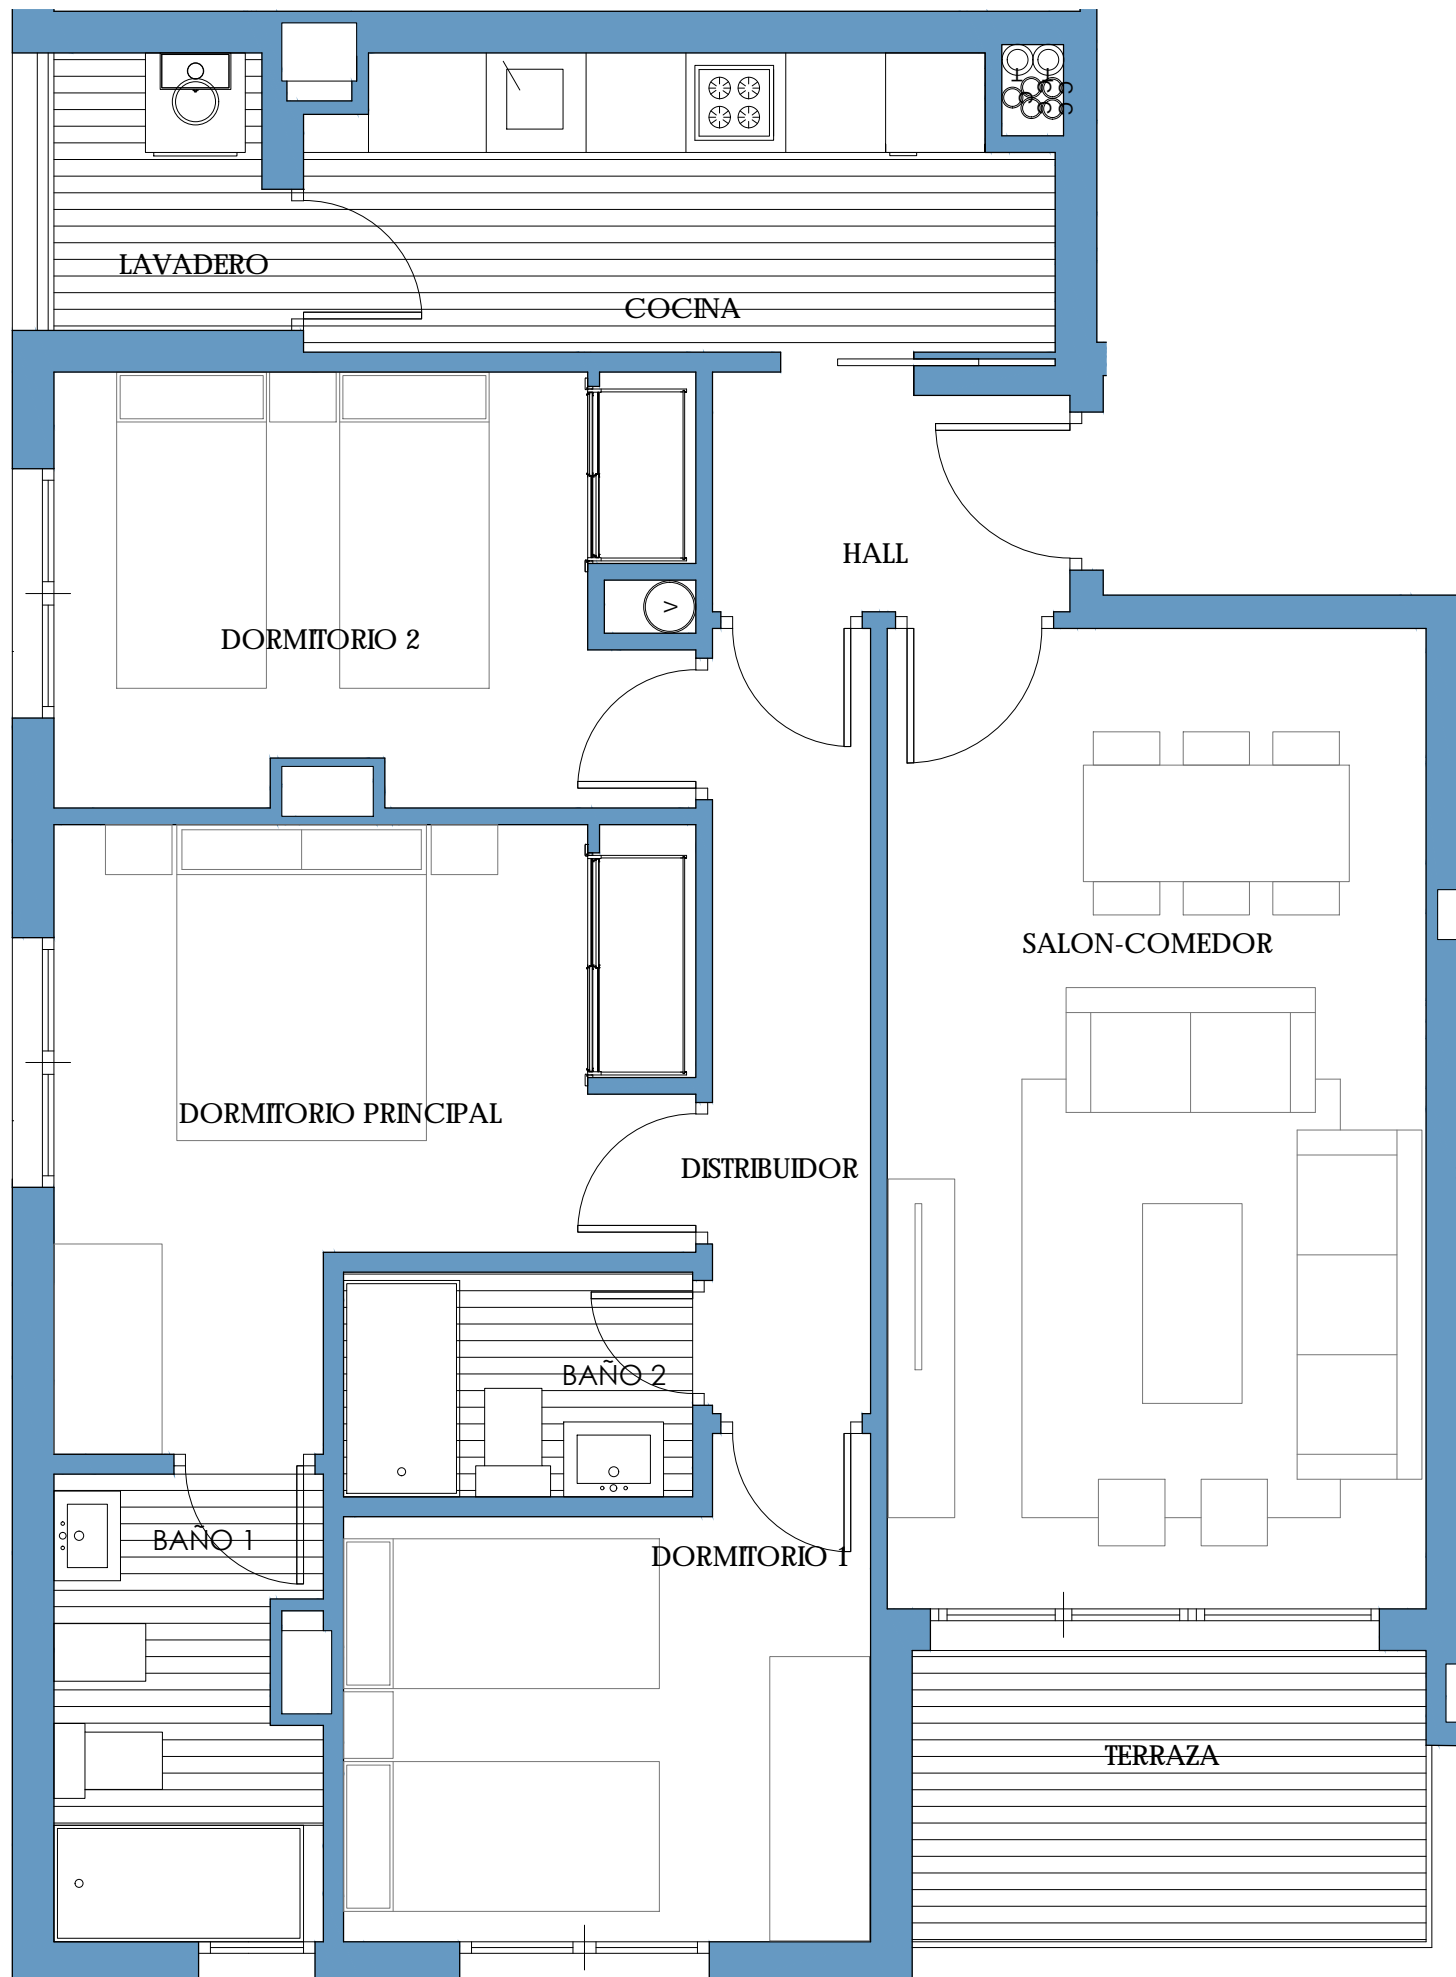 LAVADERO
COCINA
HALL
V
DORMITORIO 2
SALON-COMEDOR
DORMITORIO PRINCIPAL
DISTRIBUIDOR
BAÑO 2
BAÑO 1
DORMITORIO 1
TERRAZA